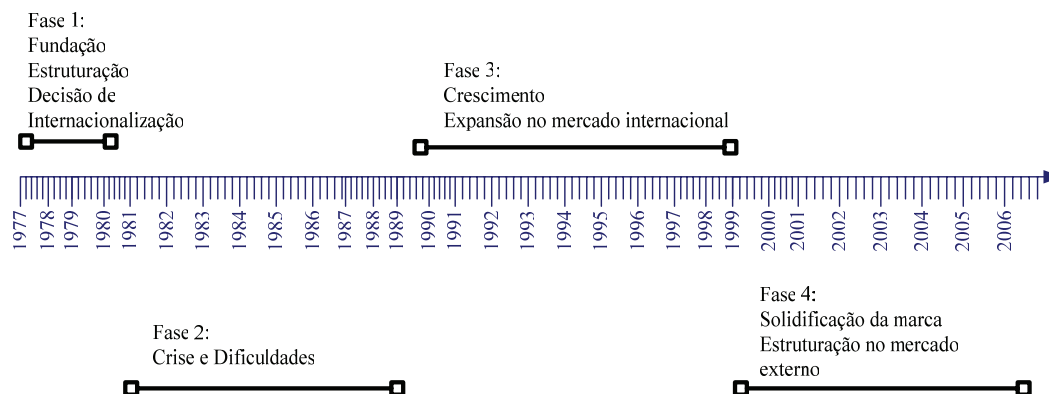 Fase 1:
Fundação
Estruturação
Decisão de
Internacionalização
Fase 3:
Crescimento
Expansão no mercado internacional
1977
1978
1979
1980
1981
1982
1983
1984
1985
1986
1987
1988
1989
1990
1991
1992
1993
1994
1995
1996
1997
1998
1999
2000
2001
2002
2003
2004
2005
2006
Fase 2:
Crise e Dificuldades
Fase 4:
Solidificação da marca
Estruturação no mercado
externo